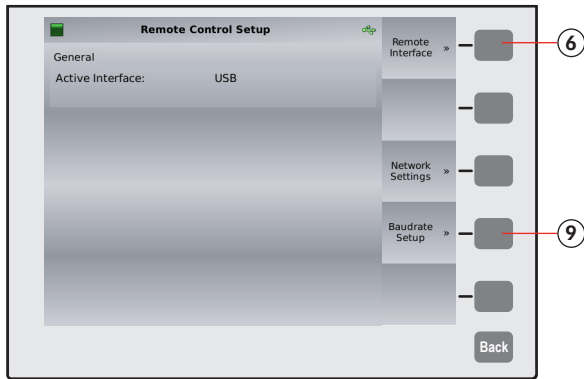 Remote Control Setup
General
Active Interface: USB
Remote
Interface »
Network
Settings »
Baudrate
Setup »
Back
6
9